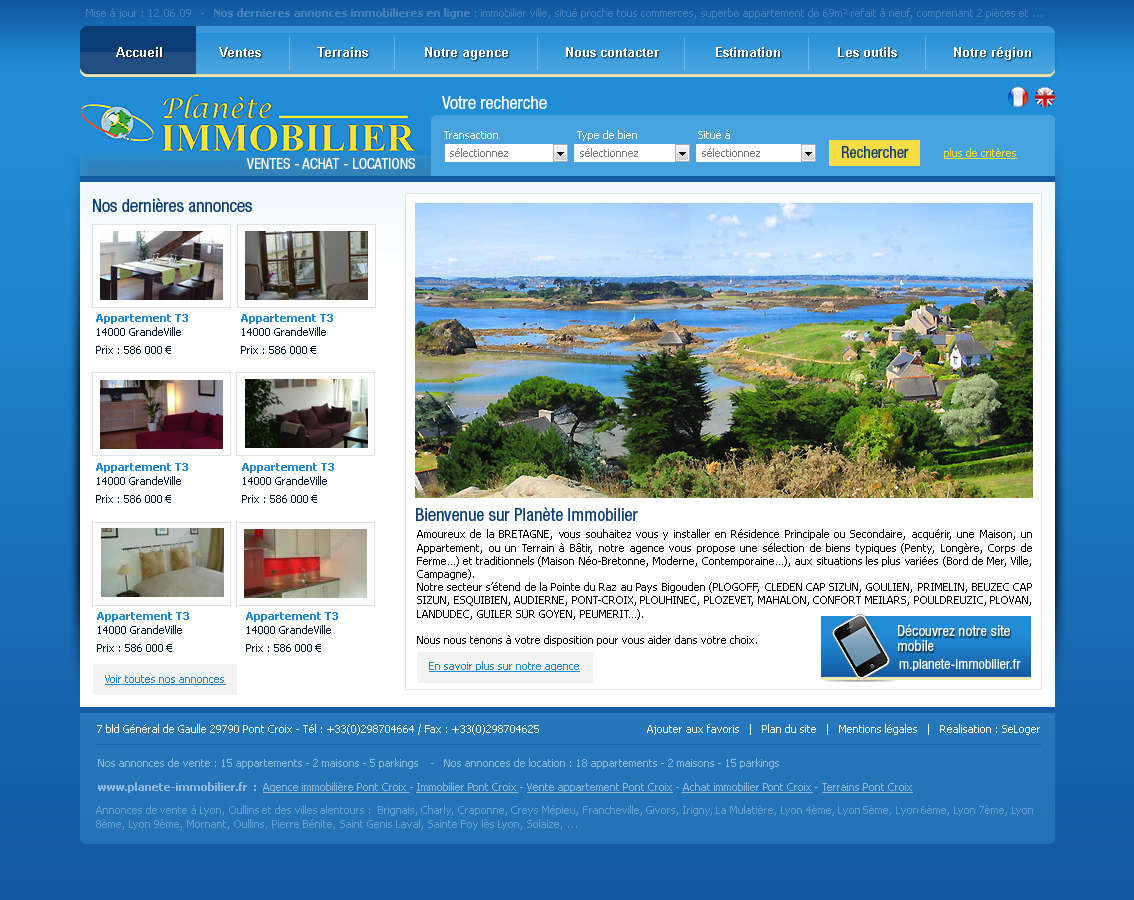 Mise à jour : 12.06.09 - Nos dernieres annonces immobilieres en ligne : immobilier ville, situé proche tous commerces, superbe appartement de 69m² refait à neuf, comprenant 2 pièces et ...
Accueil Ventes Terrains Notre agence Nous contacter Estimation Les outils Notre région
Planète
IMMOBILIER
VENTES - ACHAT - LOCATIONS
Votre recherche
Transaction Type de bien Situé à
sélectionnez sélectionnez sélectionnez Rechercher plus de critères
Nos dernières annonces
Appartement T3 Appartement T3
14000 GrandeVille 14000 GrandeVille
Prix : 586 000 € Prix : 586 000 €
Appartement T3 Appartement T3
14000 GrandeVille 14000 GrandeVille
Prix : 586 000 € Prix : 586 000 €
Appartement T3 Appartement T3
14000 GrandeVille 14000 GrandeVille
Prix : 586 000 € Prix : 586 000 €
Voir toutes nos annonces
Bienvenue sur Planète Immobilier
Amoureux de la BRETAGNE, vous souhaitez vous y installer en Résidence Principale ou Secondaire, acquérir, une Maison, un
Appartement, ou un Terrain à Bâtir, notre agence vous propose une sélection de biens typiques (Penty, Longère, Corps de
Ferme...) et traditionnels (Maison Néo-Bretonne, Moderne, Contemporaine...), aux situations les plus variées (Bord de Mer, Ville,
Campagne).
Notre secteur s'étend de la Pointe du Raz au Pays Bigouden (PLOGOFF, CLEDEN CAP SIZUN, GOULIEN, PRIMELIN, BEUZEC CAP
SIZUN, ESQUIBIEN, AUDIERNE, PONT-CROIX, PLOUHINEC, PLOZEVET, MAHALON, CONFORT MEILARS, POULDREUZIC, PLOVAN,
LANDUDEC, GUILER SUR GOYEN, PEUMERIT...).
Nous nous tenons à votre disposition pour vous aider dans votre choix.
En savoir plus sur notre agence
Découvrez notre site
mobile
m.planete-immobilier.fr
7 bld Général de Gaulle 29790 Pont Croix - Tél : +33(0)298704664 / Fax : +33(0)298704625 Ajouter aux favoris | Plan du site | Mentions légales | Réalisation : SeLoger
Nos annonces de vente : 15 appartements - 2 maisons - 5 parkings - Nos annonces de location : 18 appartements - 2 maisons - 15 parkings
www.planete-immobilier.fr : Agence immobilière Pont Croix - Immobilier Pont Croix - Vente appartement Pont Croix - Achat immobilier Pont Croix - Terrains Pont Croix
Annonces de vente à Lyon, Oullins et des villes alentours : Brignais, Charly, Craponne, Creys Mépieu, Francheville, Givors, Irigny, La Mulatière, Lyon 4ème, Lyon 5ème, Lyon 6ème, Lyon 7ème, Lyon
8ème, Lyon 9ème, Mornant, Oullins, Pierre Bénite, Saint Genis Laval, Sainte Foy lès Lyon, Solaize, ...